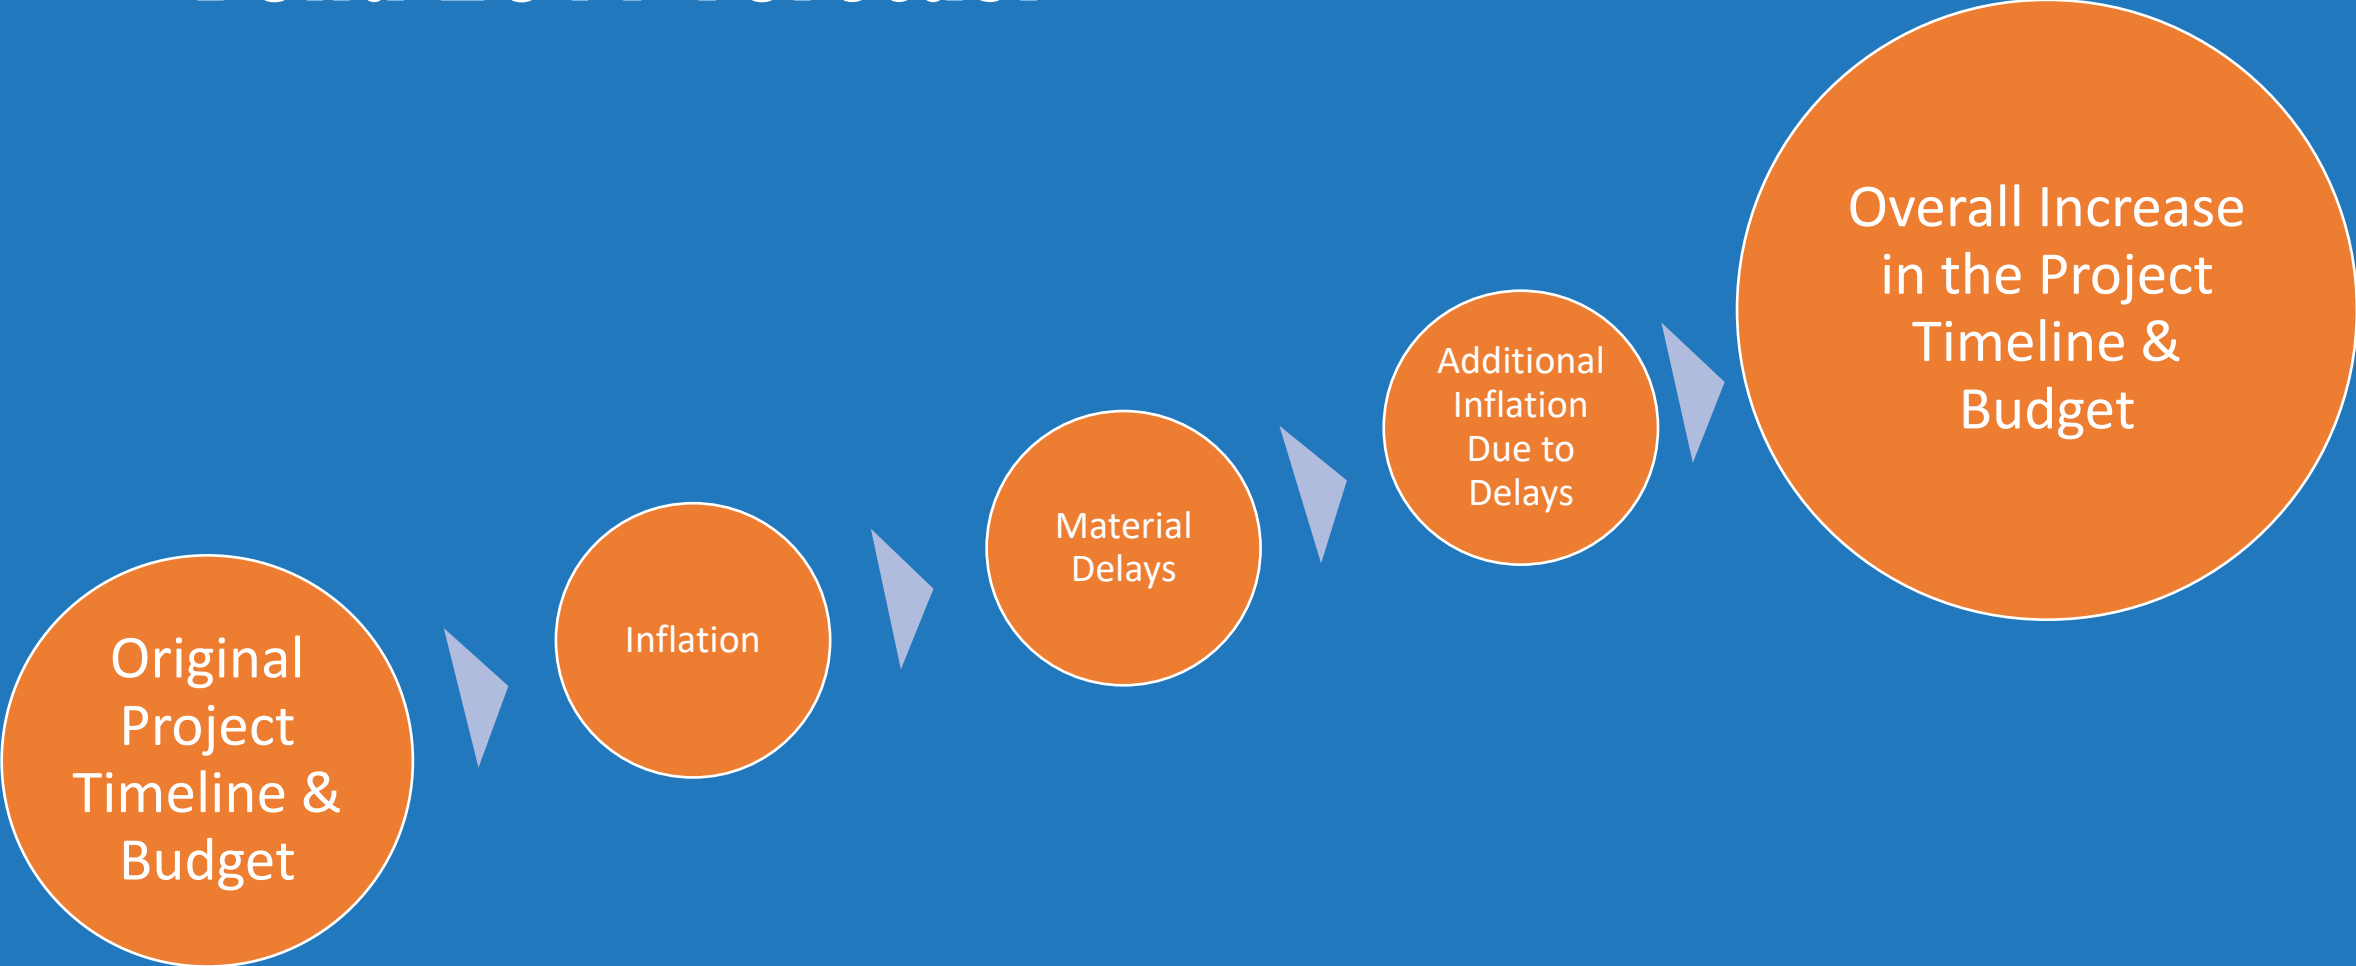 Original
Project
Timeline &
Budget
Inflation
Material
Delays
Additional
Inflation
Due to
Delays
Overall Increase
in the Project
Timeline &
Budget